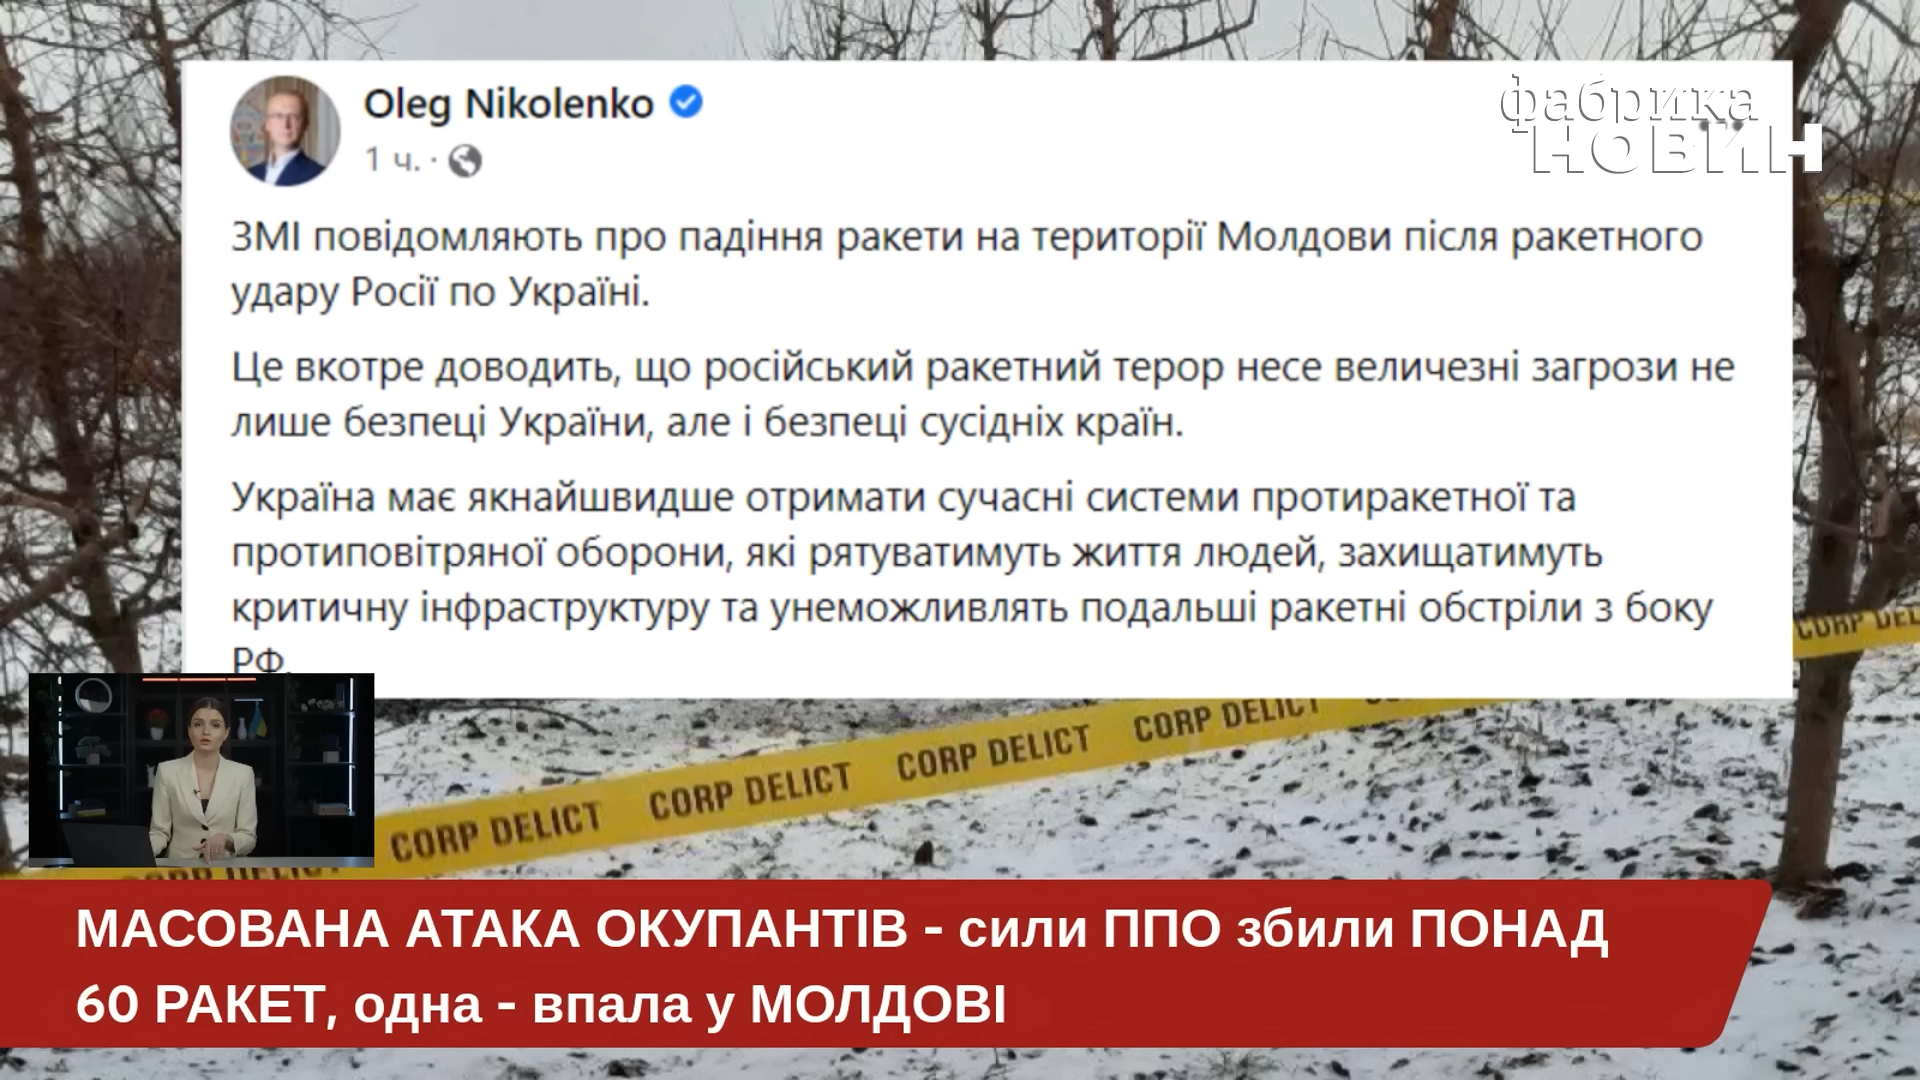 фабрика
НОВИН
Oleg Nikolenko
1 ч. ·
ЗМІ повідомляють про падіння ракети на території Молдови після ракетного
удару Росії по Україні.
Це вкотре доводить, що російський ракетний терор несе величезні загрози не
лише безпеці України, але і безпеці сусідніх країн.
Україна має якнайшвидше отримати сучасні системи протиракетної та
протиповітряної оборони, які рятуватимуть життя людей, захищатимуть
критичну інфраструктуру та унеможливлять подальші ракетні обстріли з боку
РФ.
CORP DEL
CORP DELICT CORP DELICT CORP DELICT CORP DELICT
CORP DELICT
МАСОВАНА АТАКА ОКУПАНТІВ - сили ППО збили ПОНАД
60 РАКЕТ, одна - впала у МОЛДОВІ